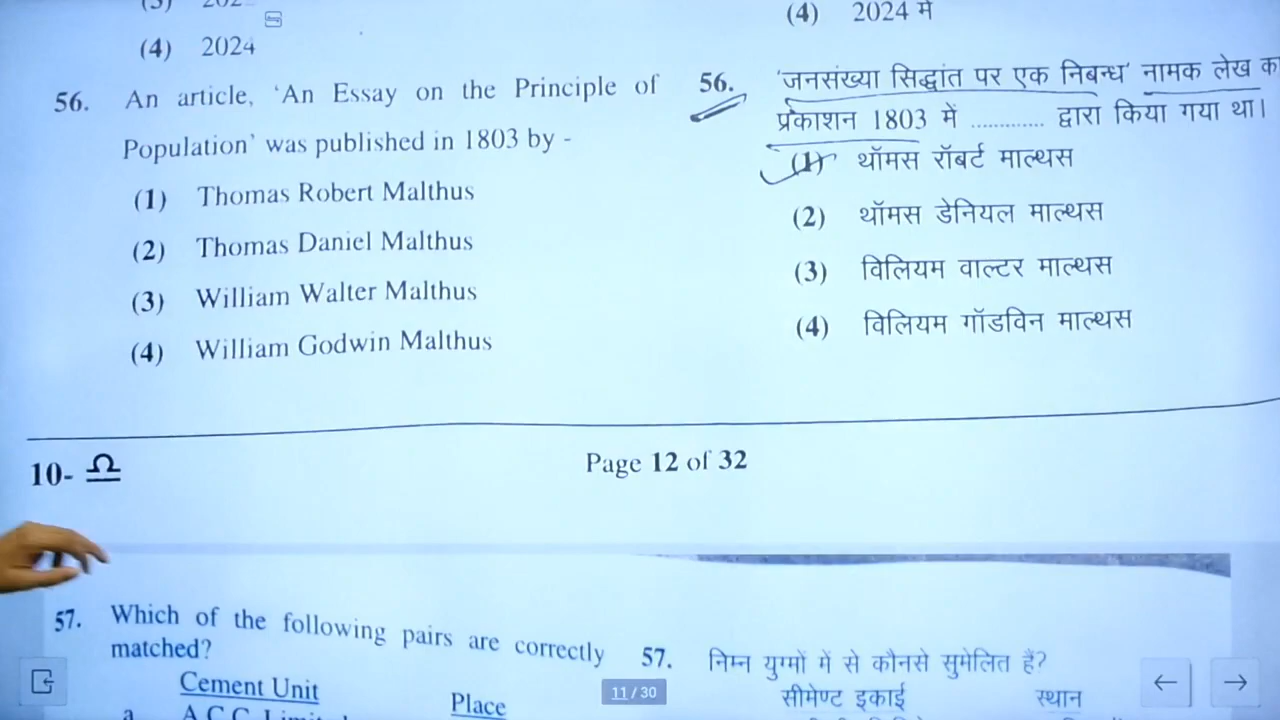 (4) 2024
56. An article, 'An Essay on the Principle of
Population' was published in 1803 by -
(1) Thomas Robert Malthus
(2) Thomas Daniel Malthus
(3) William Walter Malthus
(4) William Godwin Malthus
(4) 2024 में
56. 'जनसंख्या सिद्धांत पर एक निबन्ध' नामक लेख का
प्रकाशन 1803 में ............. द्वारा किया गया था।
(1) थॉमस रॉबर्ट माल्थस
(2) थॉमस डेनियल माल्थस
(3) विलियम वाल्टर माल्थस
(4) विलियम गॉडविन माल्थस
10- ♎
Page 12 of 32
57. Which of the following pairs are correctly
matched?
Cement Unit Place
57. निम्न युग्मों में से कौनसे सुमेलित हैं?
सीमेण्ट इकाई स्थान
11 / 30